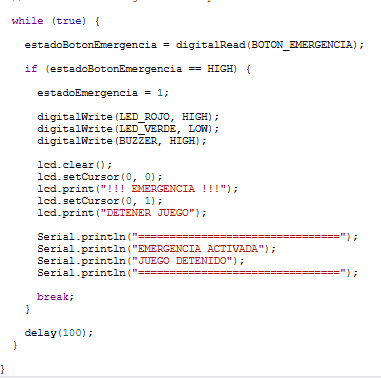 while (true) {
estadoBotonEmergencia = digitalRead(BOTON_EMERGENCIA);
if (estadoBotonEmergencia == HIGH) {
estadoEmergencia = 1;
digitalWrite(LED_ROJO, HIGH);
digitalWrite(LED_VERDE, LOW);
digitalWrite(BUZZER, HIGH);
lcd.clear();
lcd.setCursor(0, 0);
lcd.print("!!! EMERGENCIA !!!");
lcd.setCursor(0, 1);
lcd.print("DETENER JUEGO");
Serial.println("==============================");
Serial.println("EMERGENCIA ACTIVADA");
Serial.println("JUEGO DETENIDO");
Serial.println("==============================");
break;
}
delay(100);
}
}